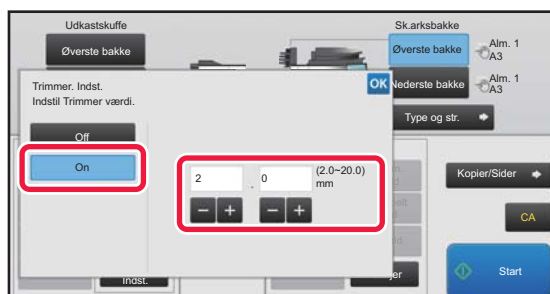 Udkastskuffe
Sk.arksbakke
Øverste bakke
Øverste bakke
Alm. 1
A3
Trimmer. Indst.
OK
Nederste bakke
Alm. 1
A3
Indstil Trimmer værdi.
Type og str.
Off
On
2 . 0 (2.0~20.0)
mm
Kopier/Sider
CA
Indst.
Start